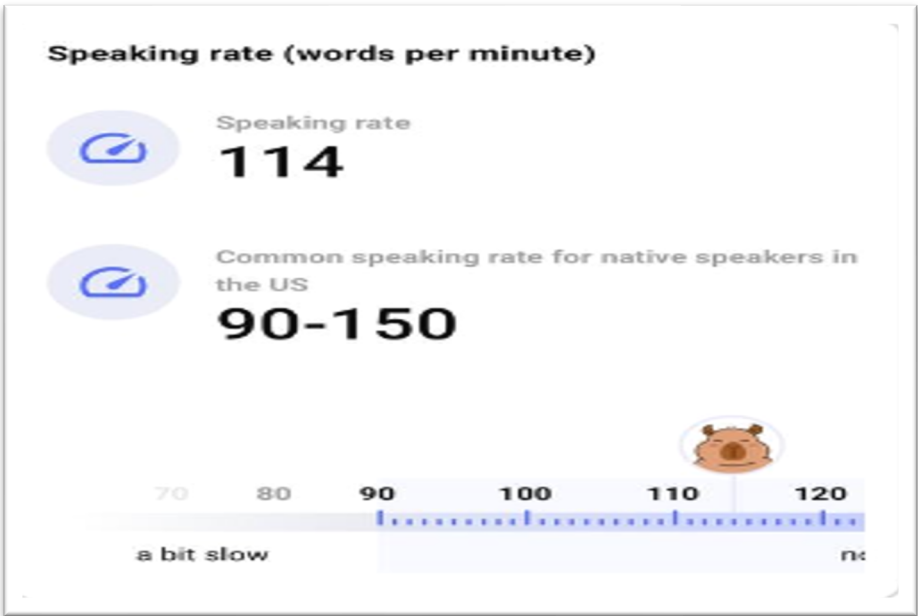 Speaking rate (words per minute)
Speaking rate
114
Common speaking rate for native speakers in
the US
90-150
70 80 90 100 110 120
a bit slow